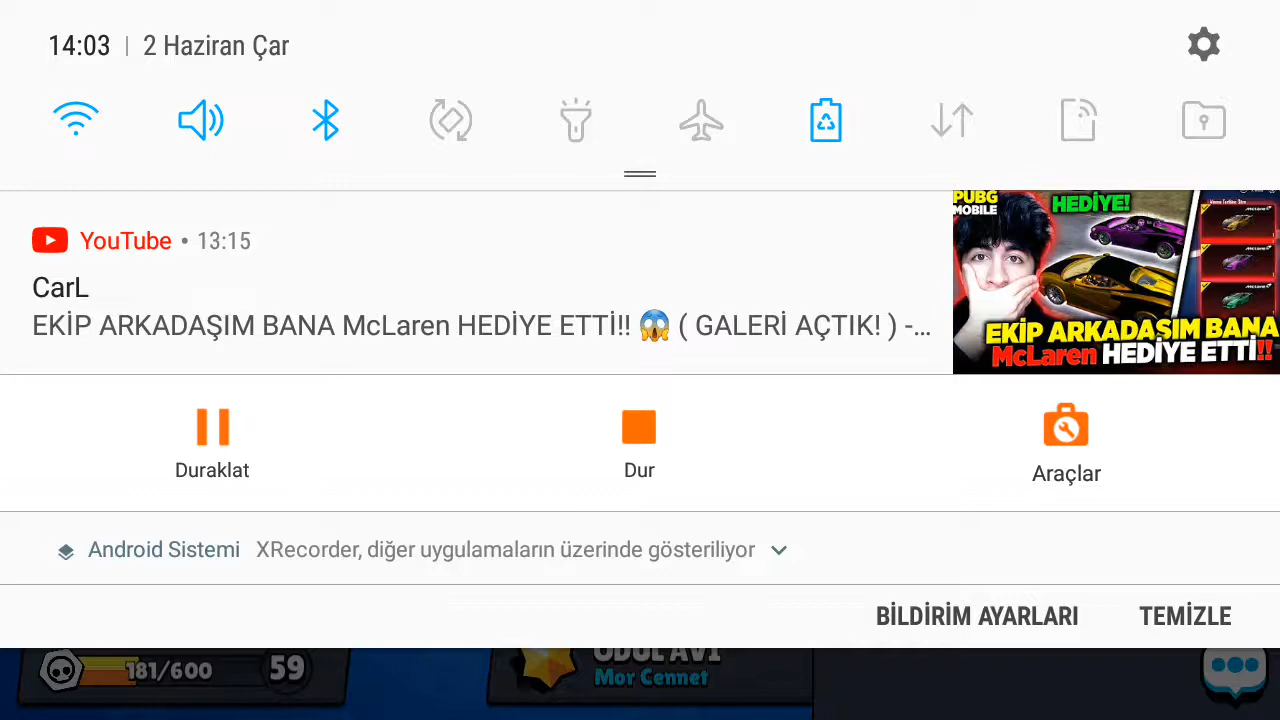 14:03 | 2 Haziran Çar
YouTube • 13:15
CarL
EKİP ARKADAŞIM BANA McLaren HEDİYE ETTİ!! 😱 ( GALERİ AÇTIK! ) -...
PUBG
MOBILE
HEDİYE!
EKİP ARKADAŞIM BANA
McLaren HEDİYE ETTİ!!
Duraklat
Dur
Araçlar
Android Sistemi XRecorder, diğer uygulamaların üzerinde gösteriliyor
BİLDİRİM AYARLARI
TEMİZLE
181/600
59
ÖDÜL AVI
Mor Cennet